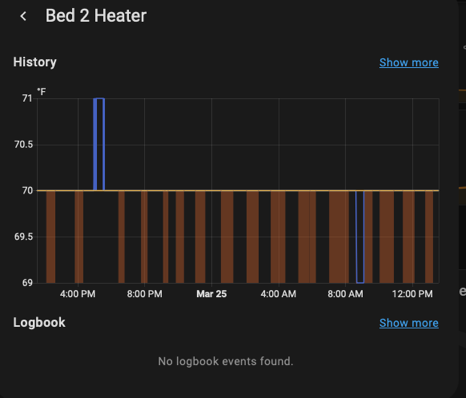 Bed 2 Heater
History
Show more
°F
71
70.5
70
69.5
69
4:00 PM
8:00 PM
Mar 25
4:00 AM
8:00 AM
12:00 PM
Logbook
Show more
No logbook events found.
e